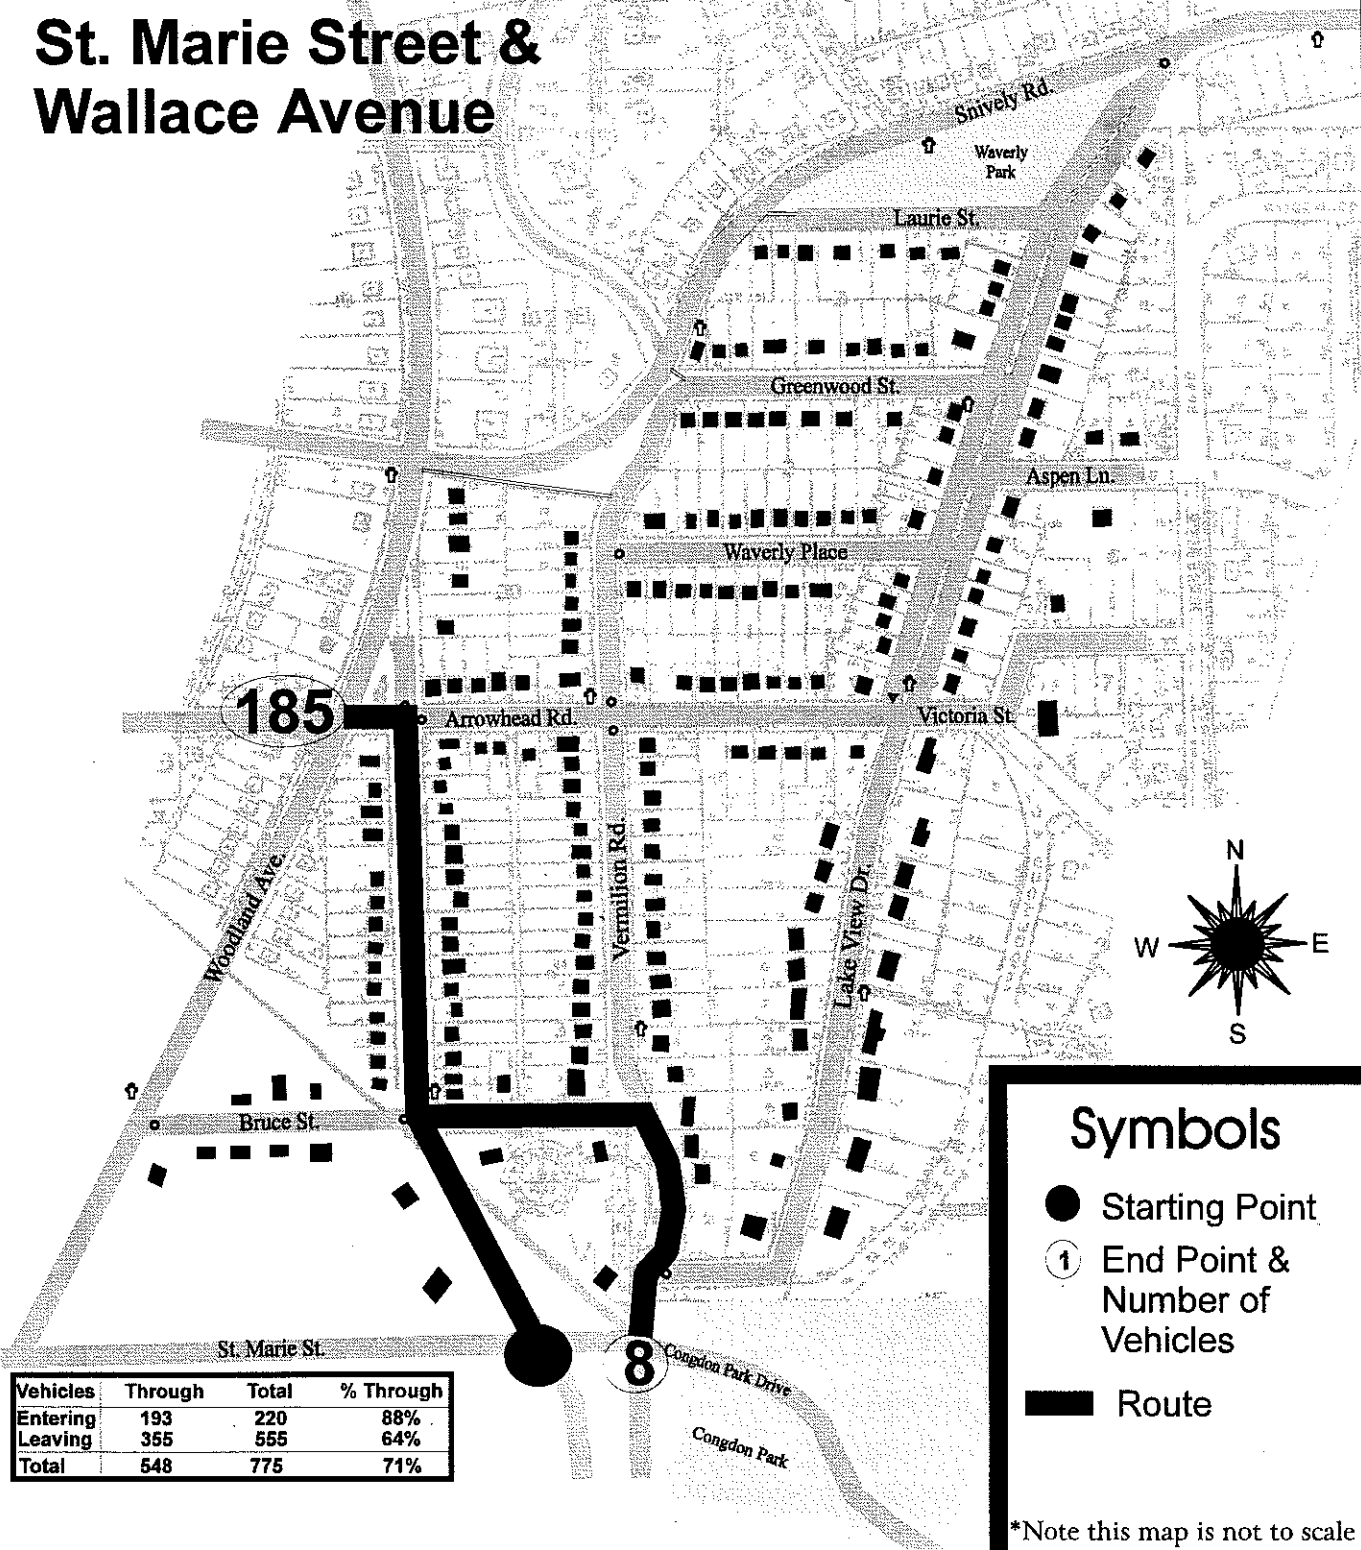 St. Marie Street &
Wallace Avenue
Snively Rd.
Waverly
Park
Laurie St.
Greenwood St.
Aspen Ln.
Waverly Place
185
Arrowhead Rd.
Victoria St.
Vermilion Rd.
Woodland Ave.
Lake View Dr.
N
W
E
S
Bruce St.
St. Marie St.
8
Congdon Park Drive
Congdon Park
Vehicles Through Total % Through
Entering 193 220 88%
Leaving 355 555 64%
Total 548 775 71%
Symbols
Starting Point
1 End Point &
Number of
Vehicles
Route
*Note this map is not to scale